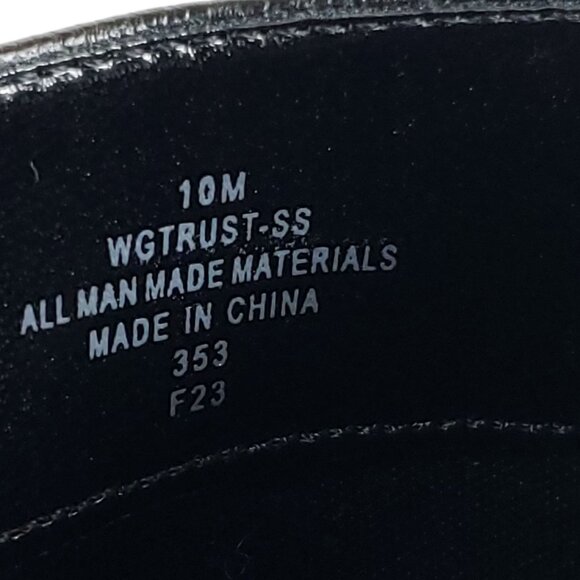 10M
WGTRUST-SS
ALL MAN MADE MATERIALS
MADE IN CHINA
353
F23